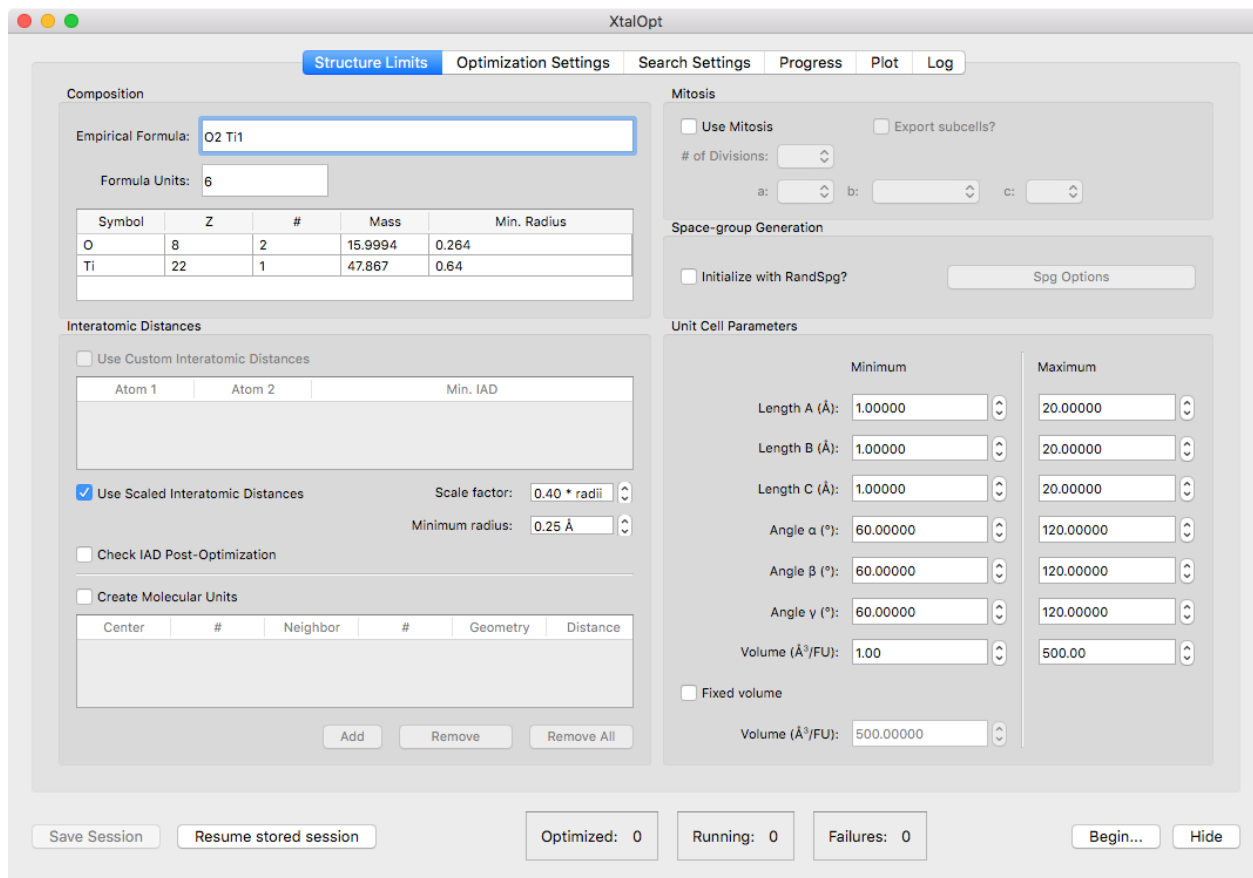 XtalOpt
Structure Limits Optimization Settings Search Settings Progress Plot Log
Composition
Empirical Formula: O2 Ti1
Formula Units: 6
Symbol Z # Mass Min. Radius
O 8 2 15.9994 0.264
Ti 22 1 47.867 0.64
Interatomic Distances
Use Custom Interatomic Distances
Atom 1 Atom 2 Min. IAD
Use Scaled Interatomic Distances Scale factor: 0.40 * radii
Minimum radius: 0.25 Å
Check IAD Post-Optimization
Create Molecular Units
Center # Neighbor # Geometry Distance
Add Remove Remove All
Mitosis
Use Mitosis Export subcells?
# of Divisions:
a: b: c:
Space-group Generation
Initialize with RandSpg? Spg Options
Unit Cell Parameters
Minimum Maximum
Length A (Å): 1.00000 20.00000
Length B (Å): 1.00000 20.00000
Length C (Å): 1.00000 20.00000
Angle α (°): 60.00000 120.00000
Angle β (°): 60.00000 120.00000
Angle γ (°): 60.00000 120.00000
Volume (Å³/FU): 1.00 500.00
Fixed volume
Volume (Å³/FU): 500.00000
Save Session Resume stored session Optimized: 0 Running: 0 Failures: 0 Begin... Hide